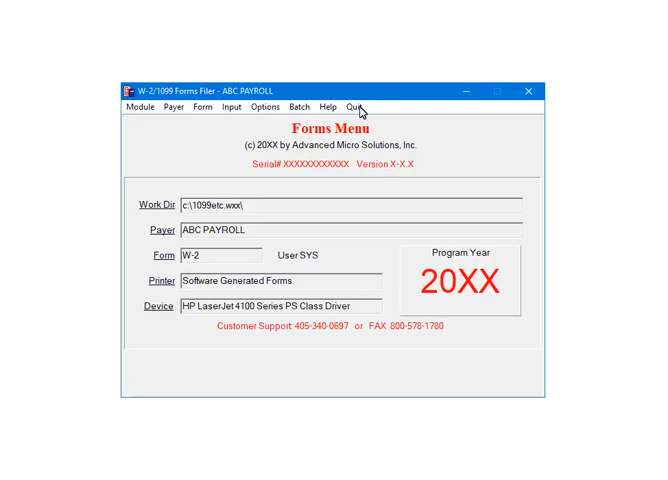 W-2/1099 Forms Filer - ABC PAYROLL
Module Payer Form Input Options Batch Help Quit
Forms Menu
(c) 20XX by Advanced Micro Solutions, Inc.
Serial# XXXXXXXXXXXX Version X-X.X
Work Dir c:\1099etc.wxx\
Payer ABC PAYROLL
Form W-2 User SYS
Program Year
20XX
Printer Software Generated Forms
Device HP LaserJet 4100 Series PS Class Driver
Customer Support: 405-340-0697 or FAX 800-578-1780